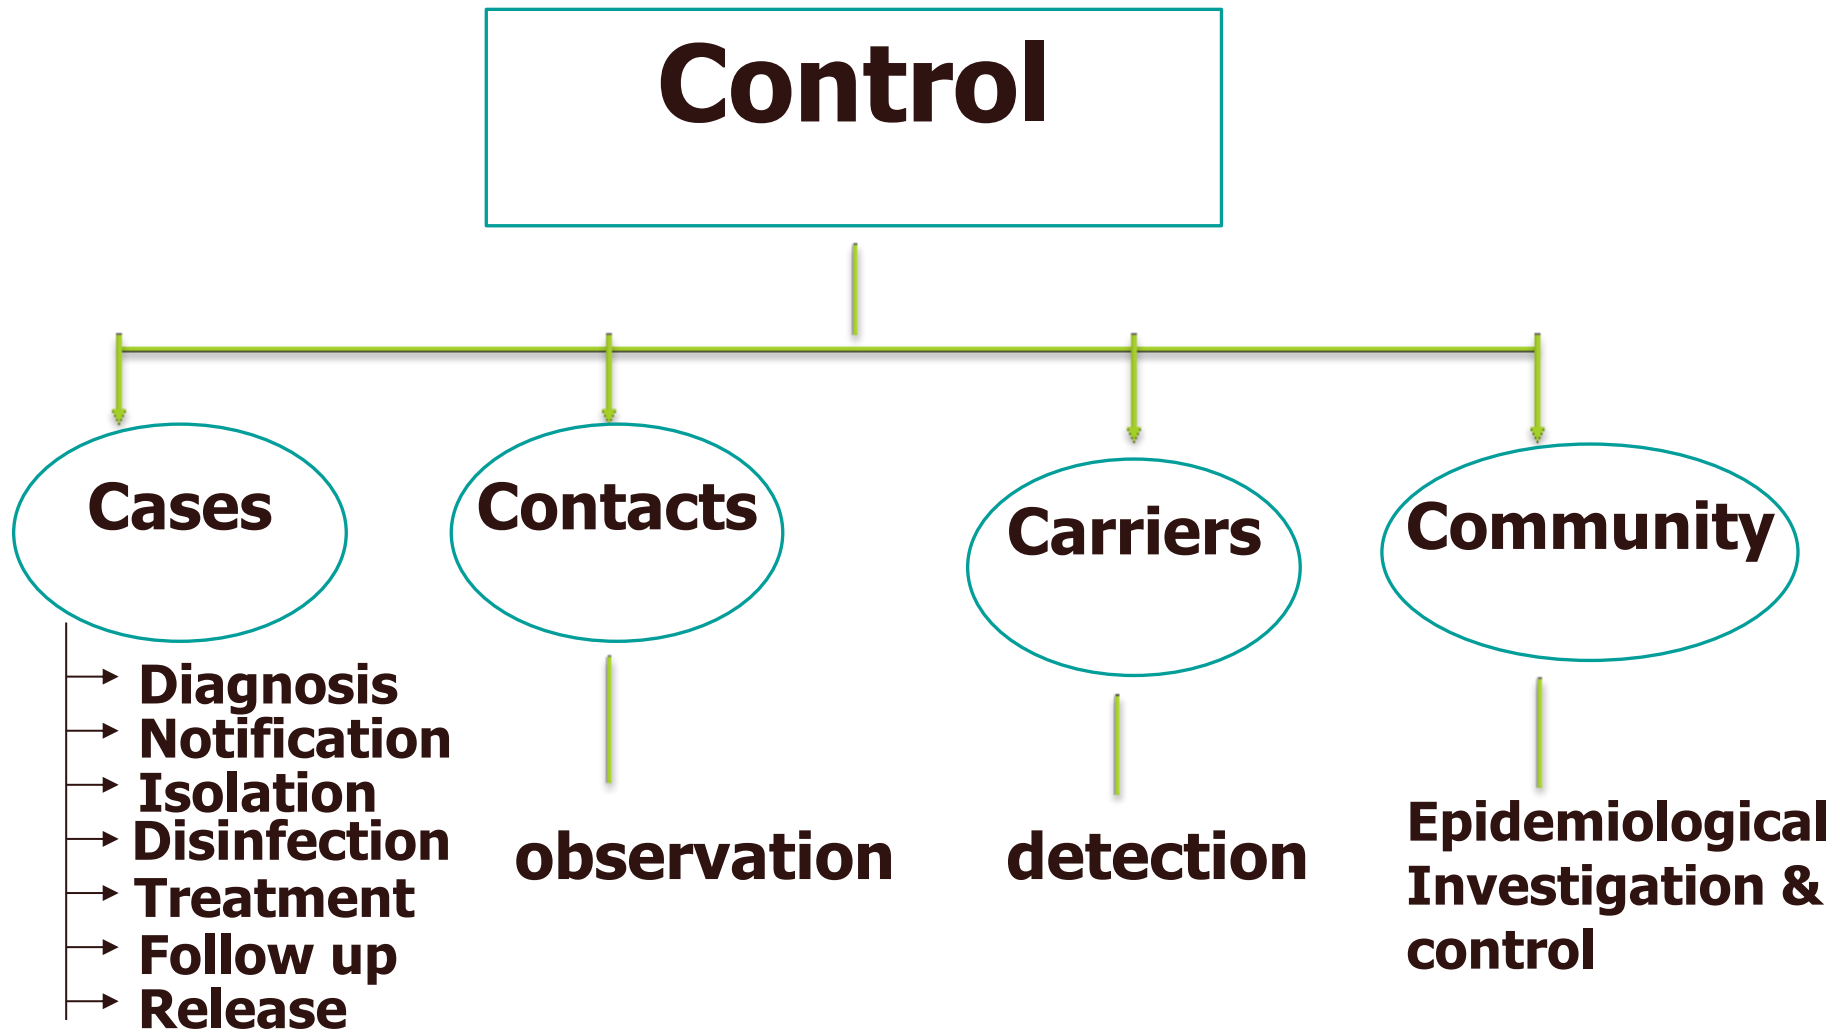 Control
Cases
Contacts
Carriers
Community
Diagnosis
Notification
Isolation
Disinfection
Treatment
Follow up
Release
observation
detection
Epidemiological
Investigation &
control